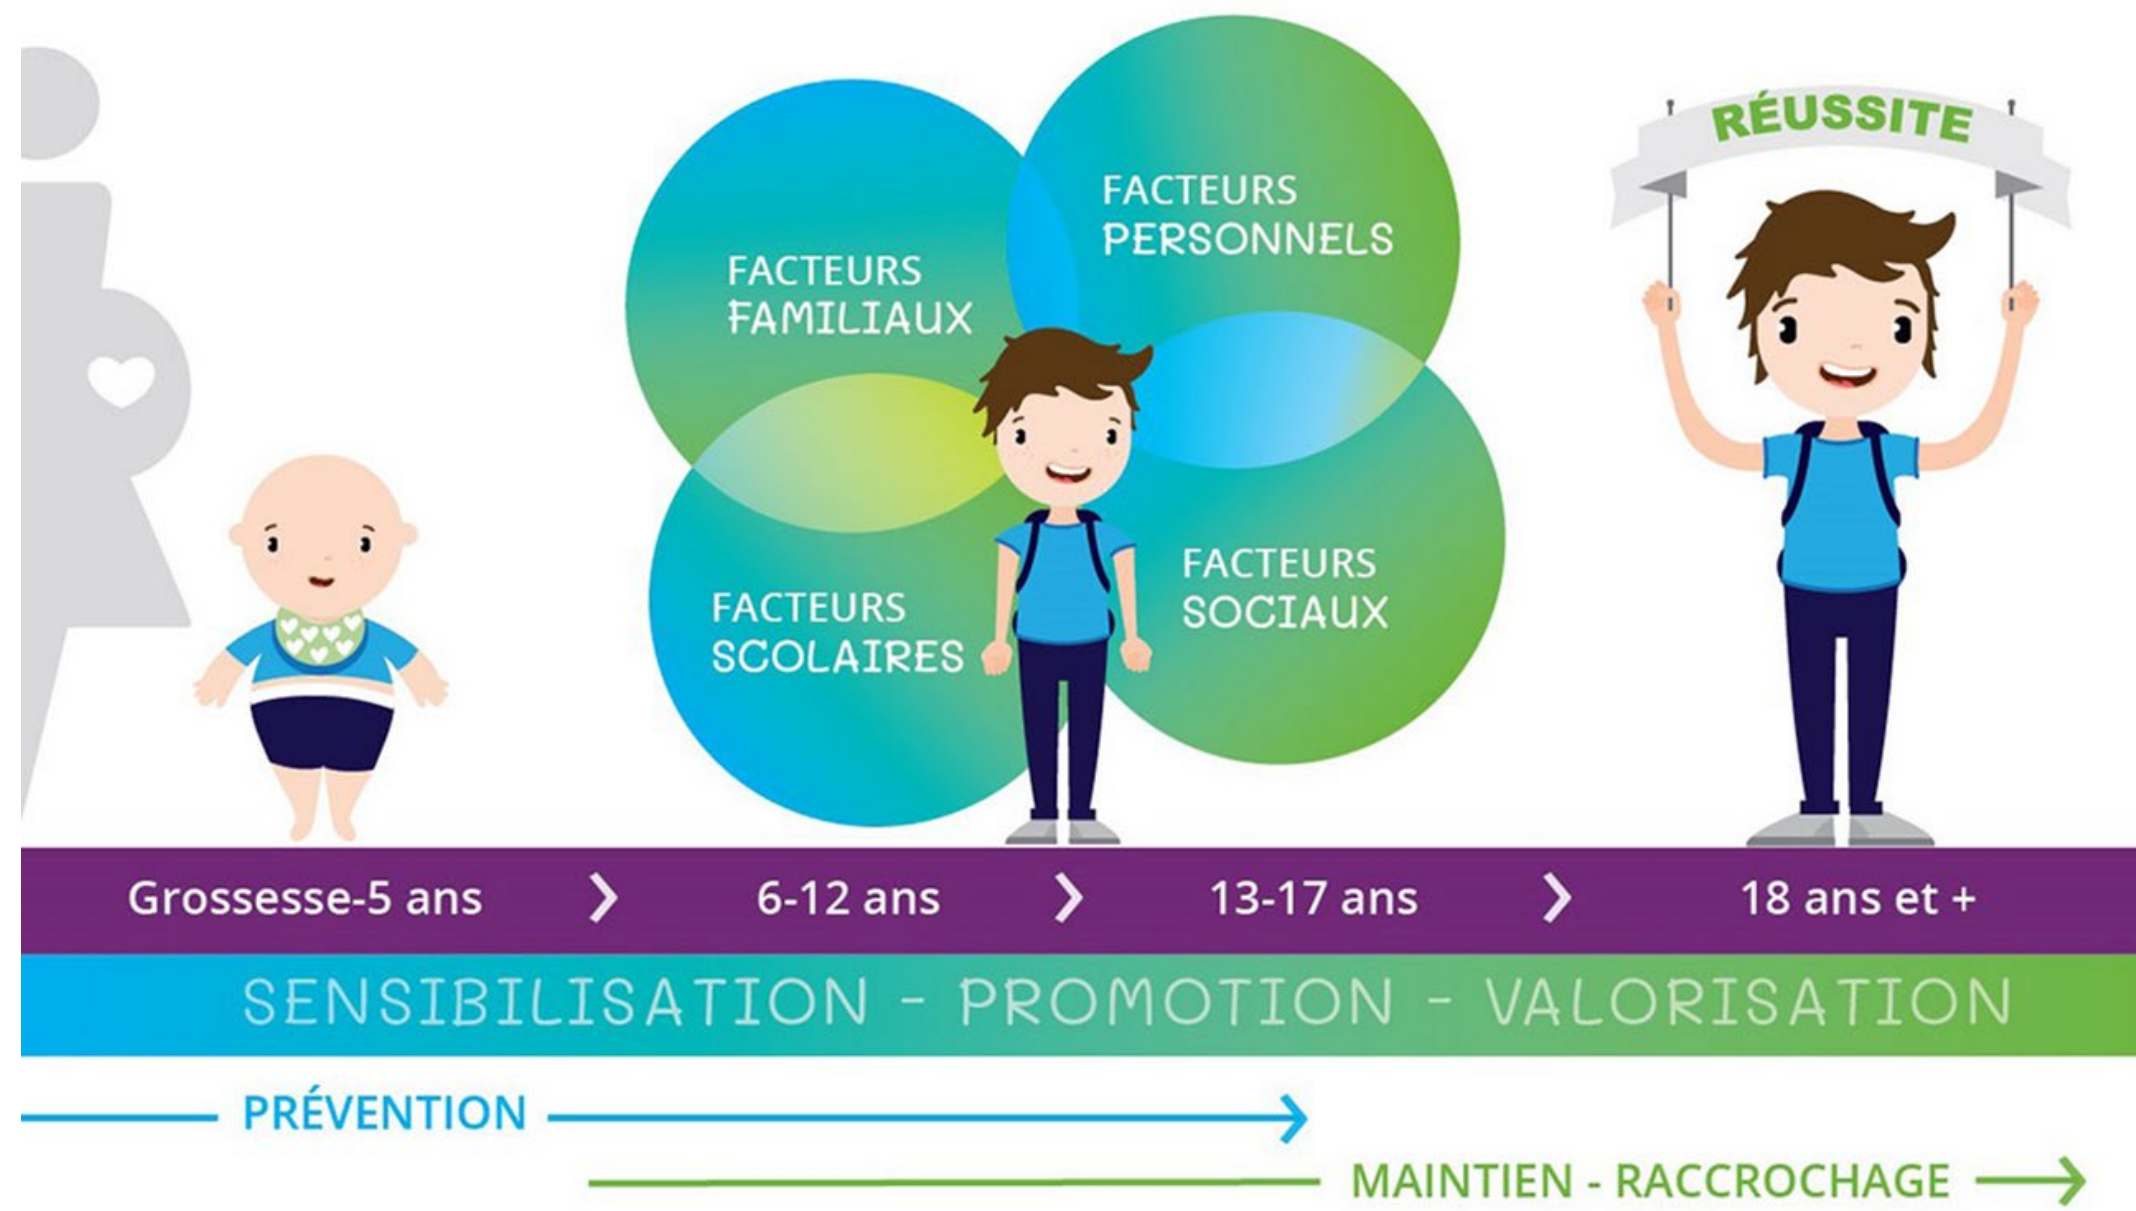 RÉUSSITE
FACTEURS
PERSONNELS
FACTEURS
FAMILIAUX
FACTEURS
SCOLAIRES
FACTEURS
SOCIAUX
Grossesse-5 ans
6-12 ans
13-17 ans
18 ans et +
SENSIBILISATION - PROMOTION - VALORISATION
PRÉVENTION
MAINTIEN - RACCROCHAGE